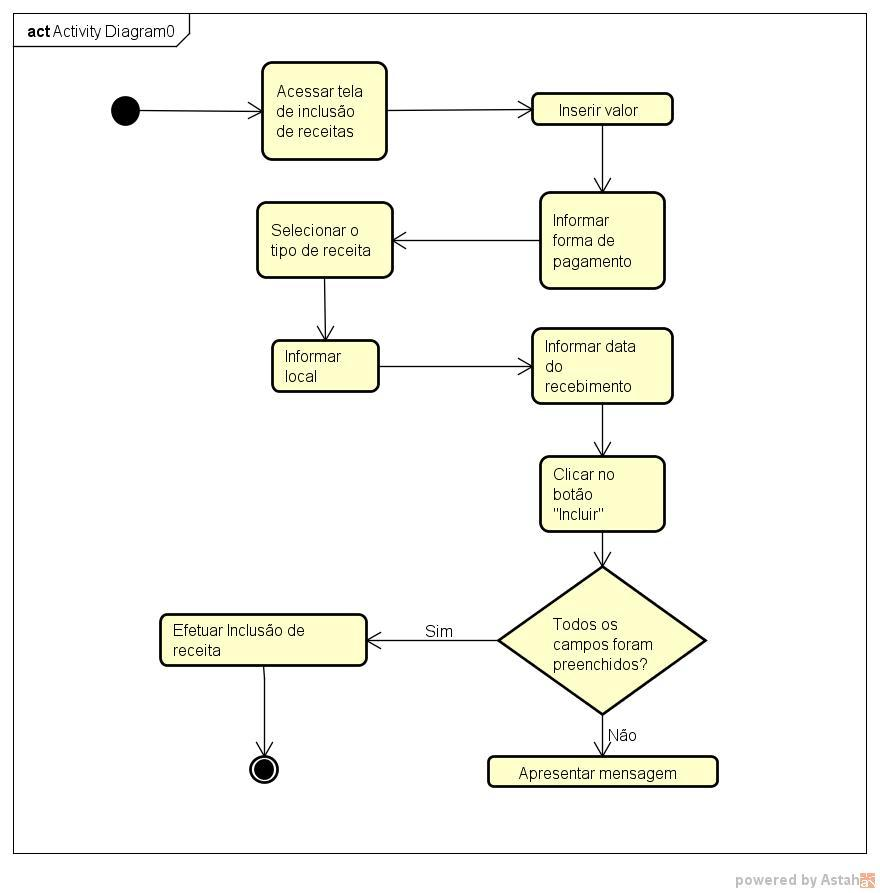 act Activity Diagram0
Acessar tela
de inclusão
de receitas
Inserir valor
Informar
forma de
pagamento
Selecionar o
tipo de receita
Informar
local
Informar data
do
recebimento
Clicar no
botão
"Incluir"
Todos os
campos foram
preenchidos?
Sim
Efetuar Inclusão de
receita
Não
Apresentar mensagem
powered by Astah